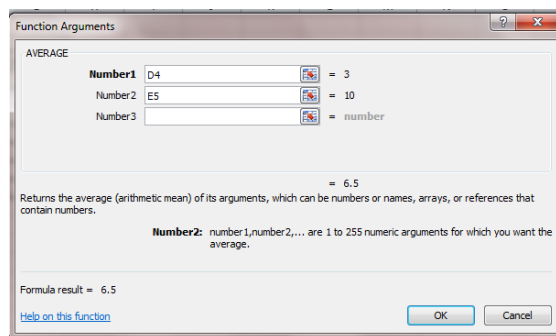 Function Arguments
AVERAGE
Number1 D4 = 3
Number2 E5 = 10
Number3 = number
= 6.5
Returns the average (arithmetic mean) of its arguments, which can be numbers or names, arrays, or references that
contain numbers.
Number2: number1,number2,... are 1 to 255 numeric arguments for which you want the
average.
Formula result = 6.5
Help on this function
OK Cancel